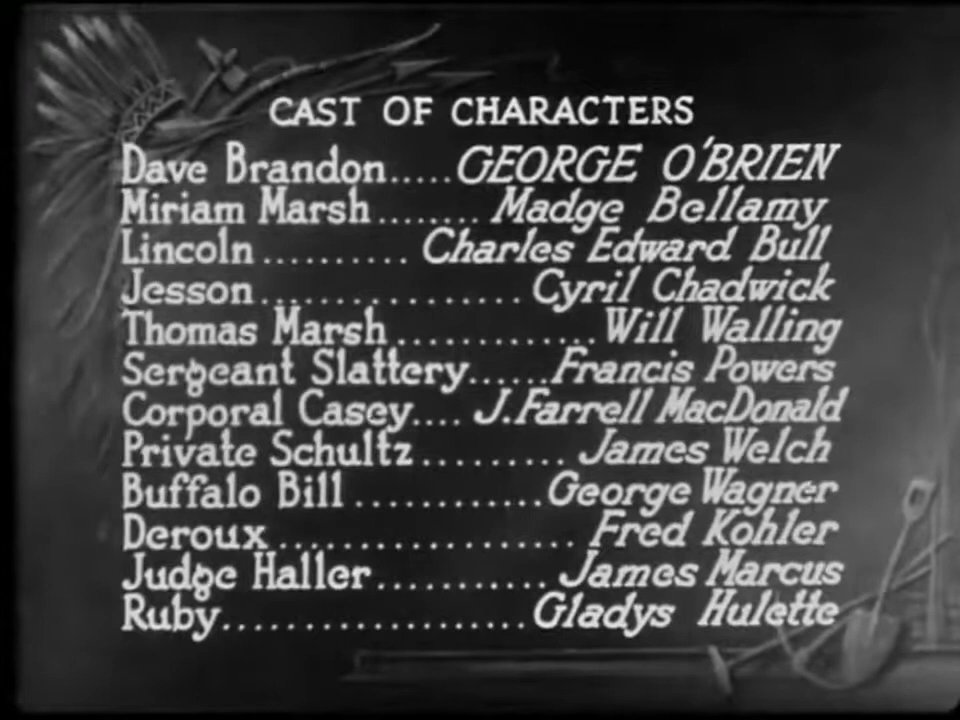 CAST OF CHARACTERS
Dave Brandon.....GEORGE O'BRIEN
Miriam Marsh........Madge Bellamy
Lincoln..........Charles Edward Bull
Jesson................Cyril Chadwick
Thomas Marsh.............Will Walling
Sergeant Slattery......Francis Powers
Corporal Casey....J.Farrell MacDonald
Private Schultz.........James Welch
Buffalo Bill............George Wagner
Deroux..................Fred Kohler
Judge Haller...........James Marcus
Ruby...................Gladys Hulette